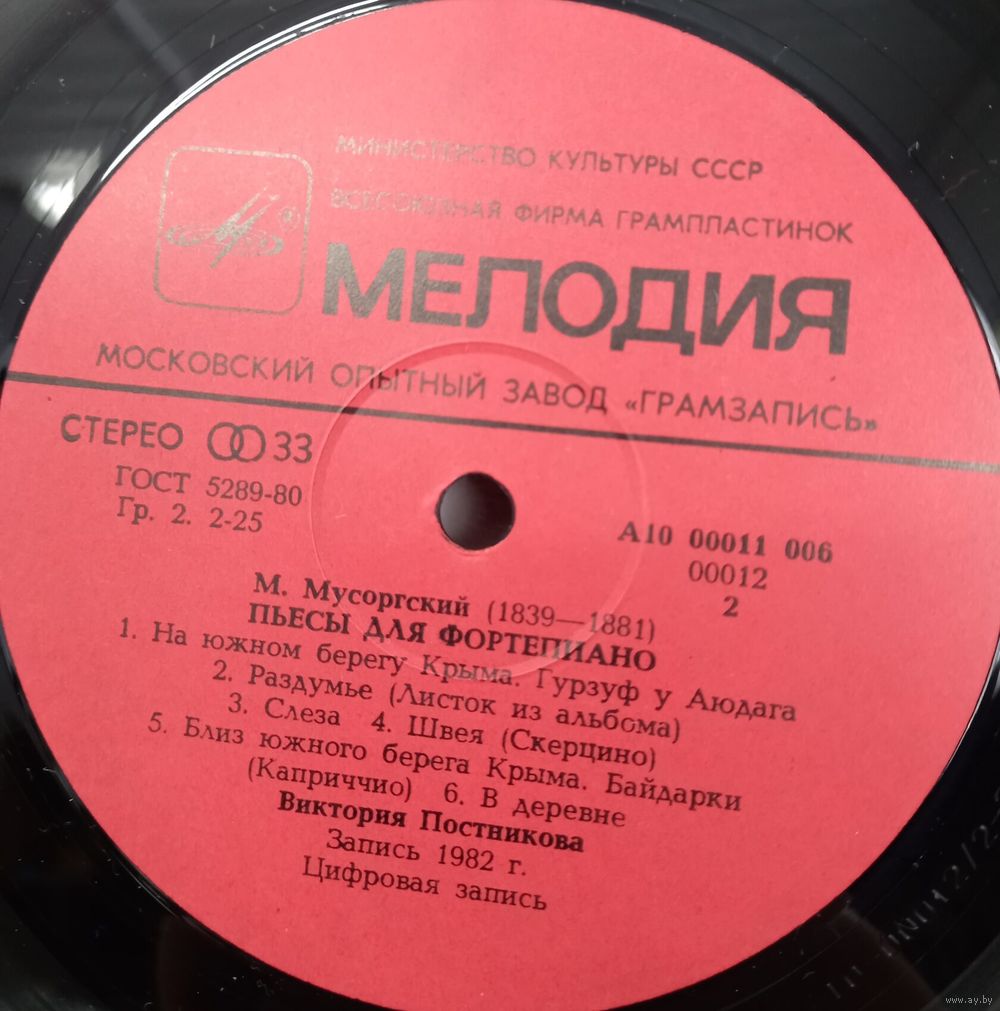 МИНИСТЕРСТВО КУЛЬТУРЫ СССР
ВСЕСОЮЗНАЯ ФИРМА ГРАМПЛАСТИНОК
МЕЛОДИЯ
МОСКОВСКИЙ ОПЫТНЫЙ ЗАВОД «ГРАМЗАПИСЬ»
СТЕРЕО 33
ГОСТ 5289-80
Гр. 2. 2-25
А10 00011 006
00012
2
М. Мусоргский (1839—1881)
ПЬЕСЫ ДЛЯ ФОРТЕПИАНО
1. На южном берегу Крыма. Гурзуф у Аюдага
2. Раздумье (Листок из альбома)
3. Слеза 4. Швея (Скерцино)
5. Близ южного берега Крыма. Байдарки
(Каприччио) 6. В деревне
Виктория Постникова
Запись 1982 г.
Цифровая запись
www.ay.by